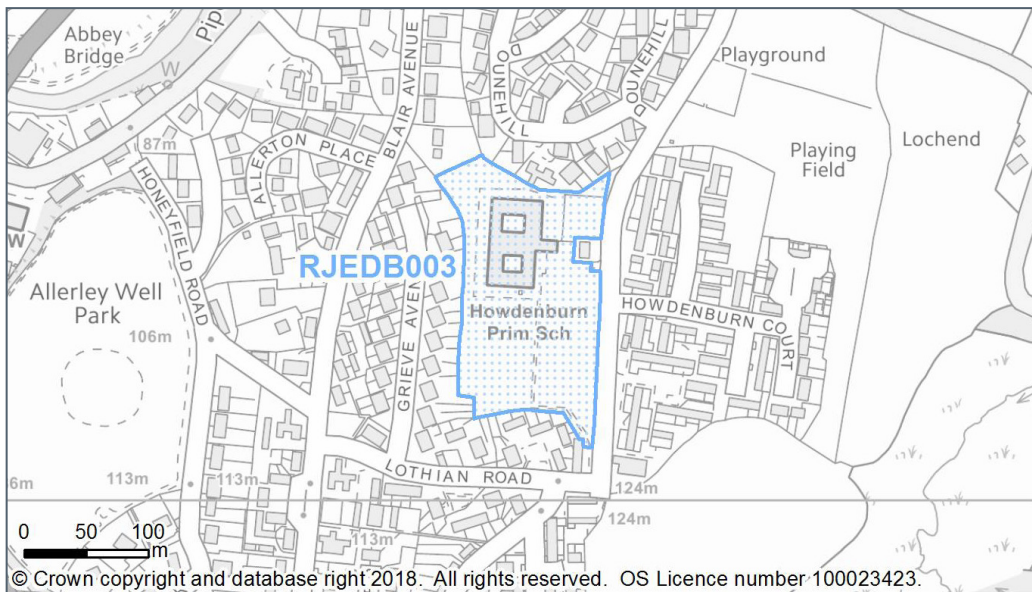 Abbey
Bridge
Pip
W
87m
ALLERTON PLACE
BLAIR AVENUE
DOUNEHILL
DOUNEHILL
Playground
Playing
Field
Lochend
HONEYFIELD ROAD
W
Allerley Well
Park
106m
RJEDB003
GRIEVE AVEN
Howdenburn
Prim Sch
HOWDENBURN COURT
LOTHIAN ROAD
6m
113m
113m
113m
124m
124m
0 50 100
m
© Crown copyright and database right 2018. All rights reserved. OS Licence number 100023423.